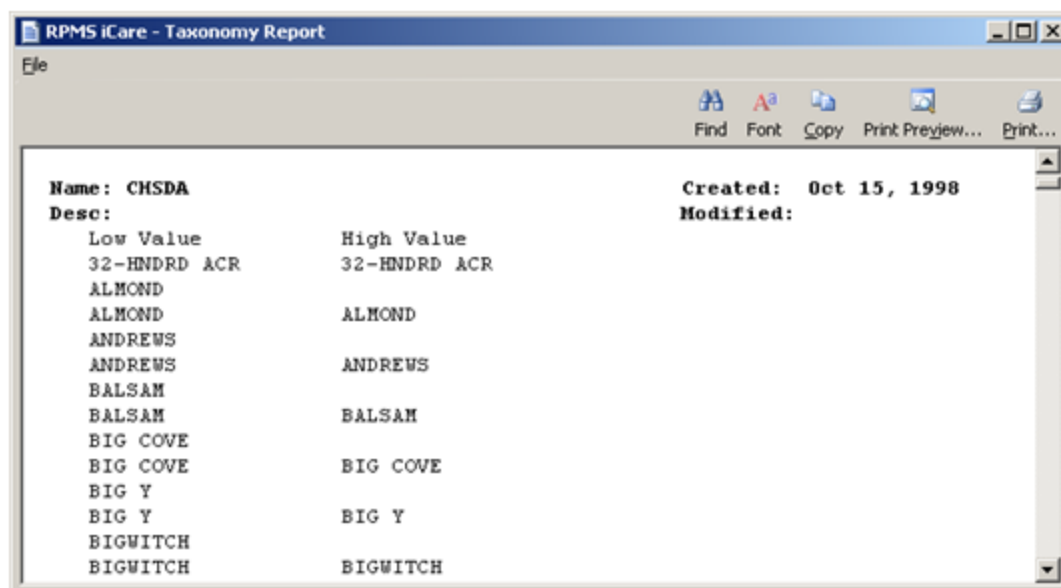 RPMS iCare - Taxonomy Report
File
Find Font Copy Print Preview... Print...
Name: CHSDA Created: Oct 15, 1998
Desc: Modified:
Low Value High Value
32-HNDRD ACR 32-HNDRD ACR
ALMOND
ALMOND ALMOND
ANDREWS
ANDREWS ANDREWS
BALSAM
BALSAM BALSAM
BIG COVE
BIG COVE BIG COVE
BIG Y
BIG Y BIG Y
BIGWITCH
BIGWITCH BIGWITCH